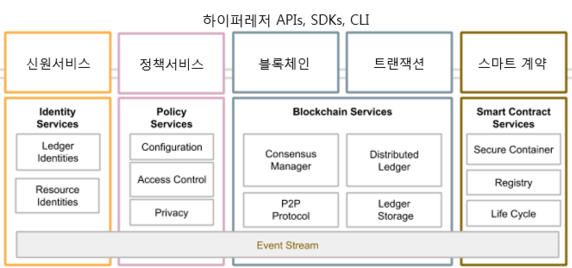 하이퍼레저 APIs, SDKs, CLI
신원서비스
정책서비스
블록체인
트랜잭션
스마트 계약
Identity
Services
Ledger
Identities
Resource
Identities
Policy
Services
Configuration
Access Control
Privacy
Blockchain Services
Consensus
Manager
Distributed
Ledger
P2P
Protocol
Ledger
Storage
Smart Contract
Services
Secure Container
Registry
Life Cycle
Event Stream